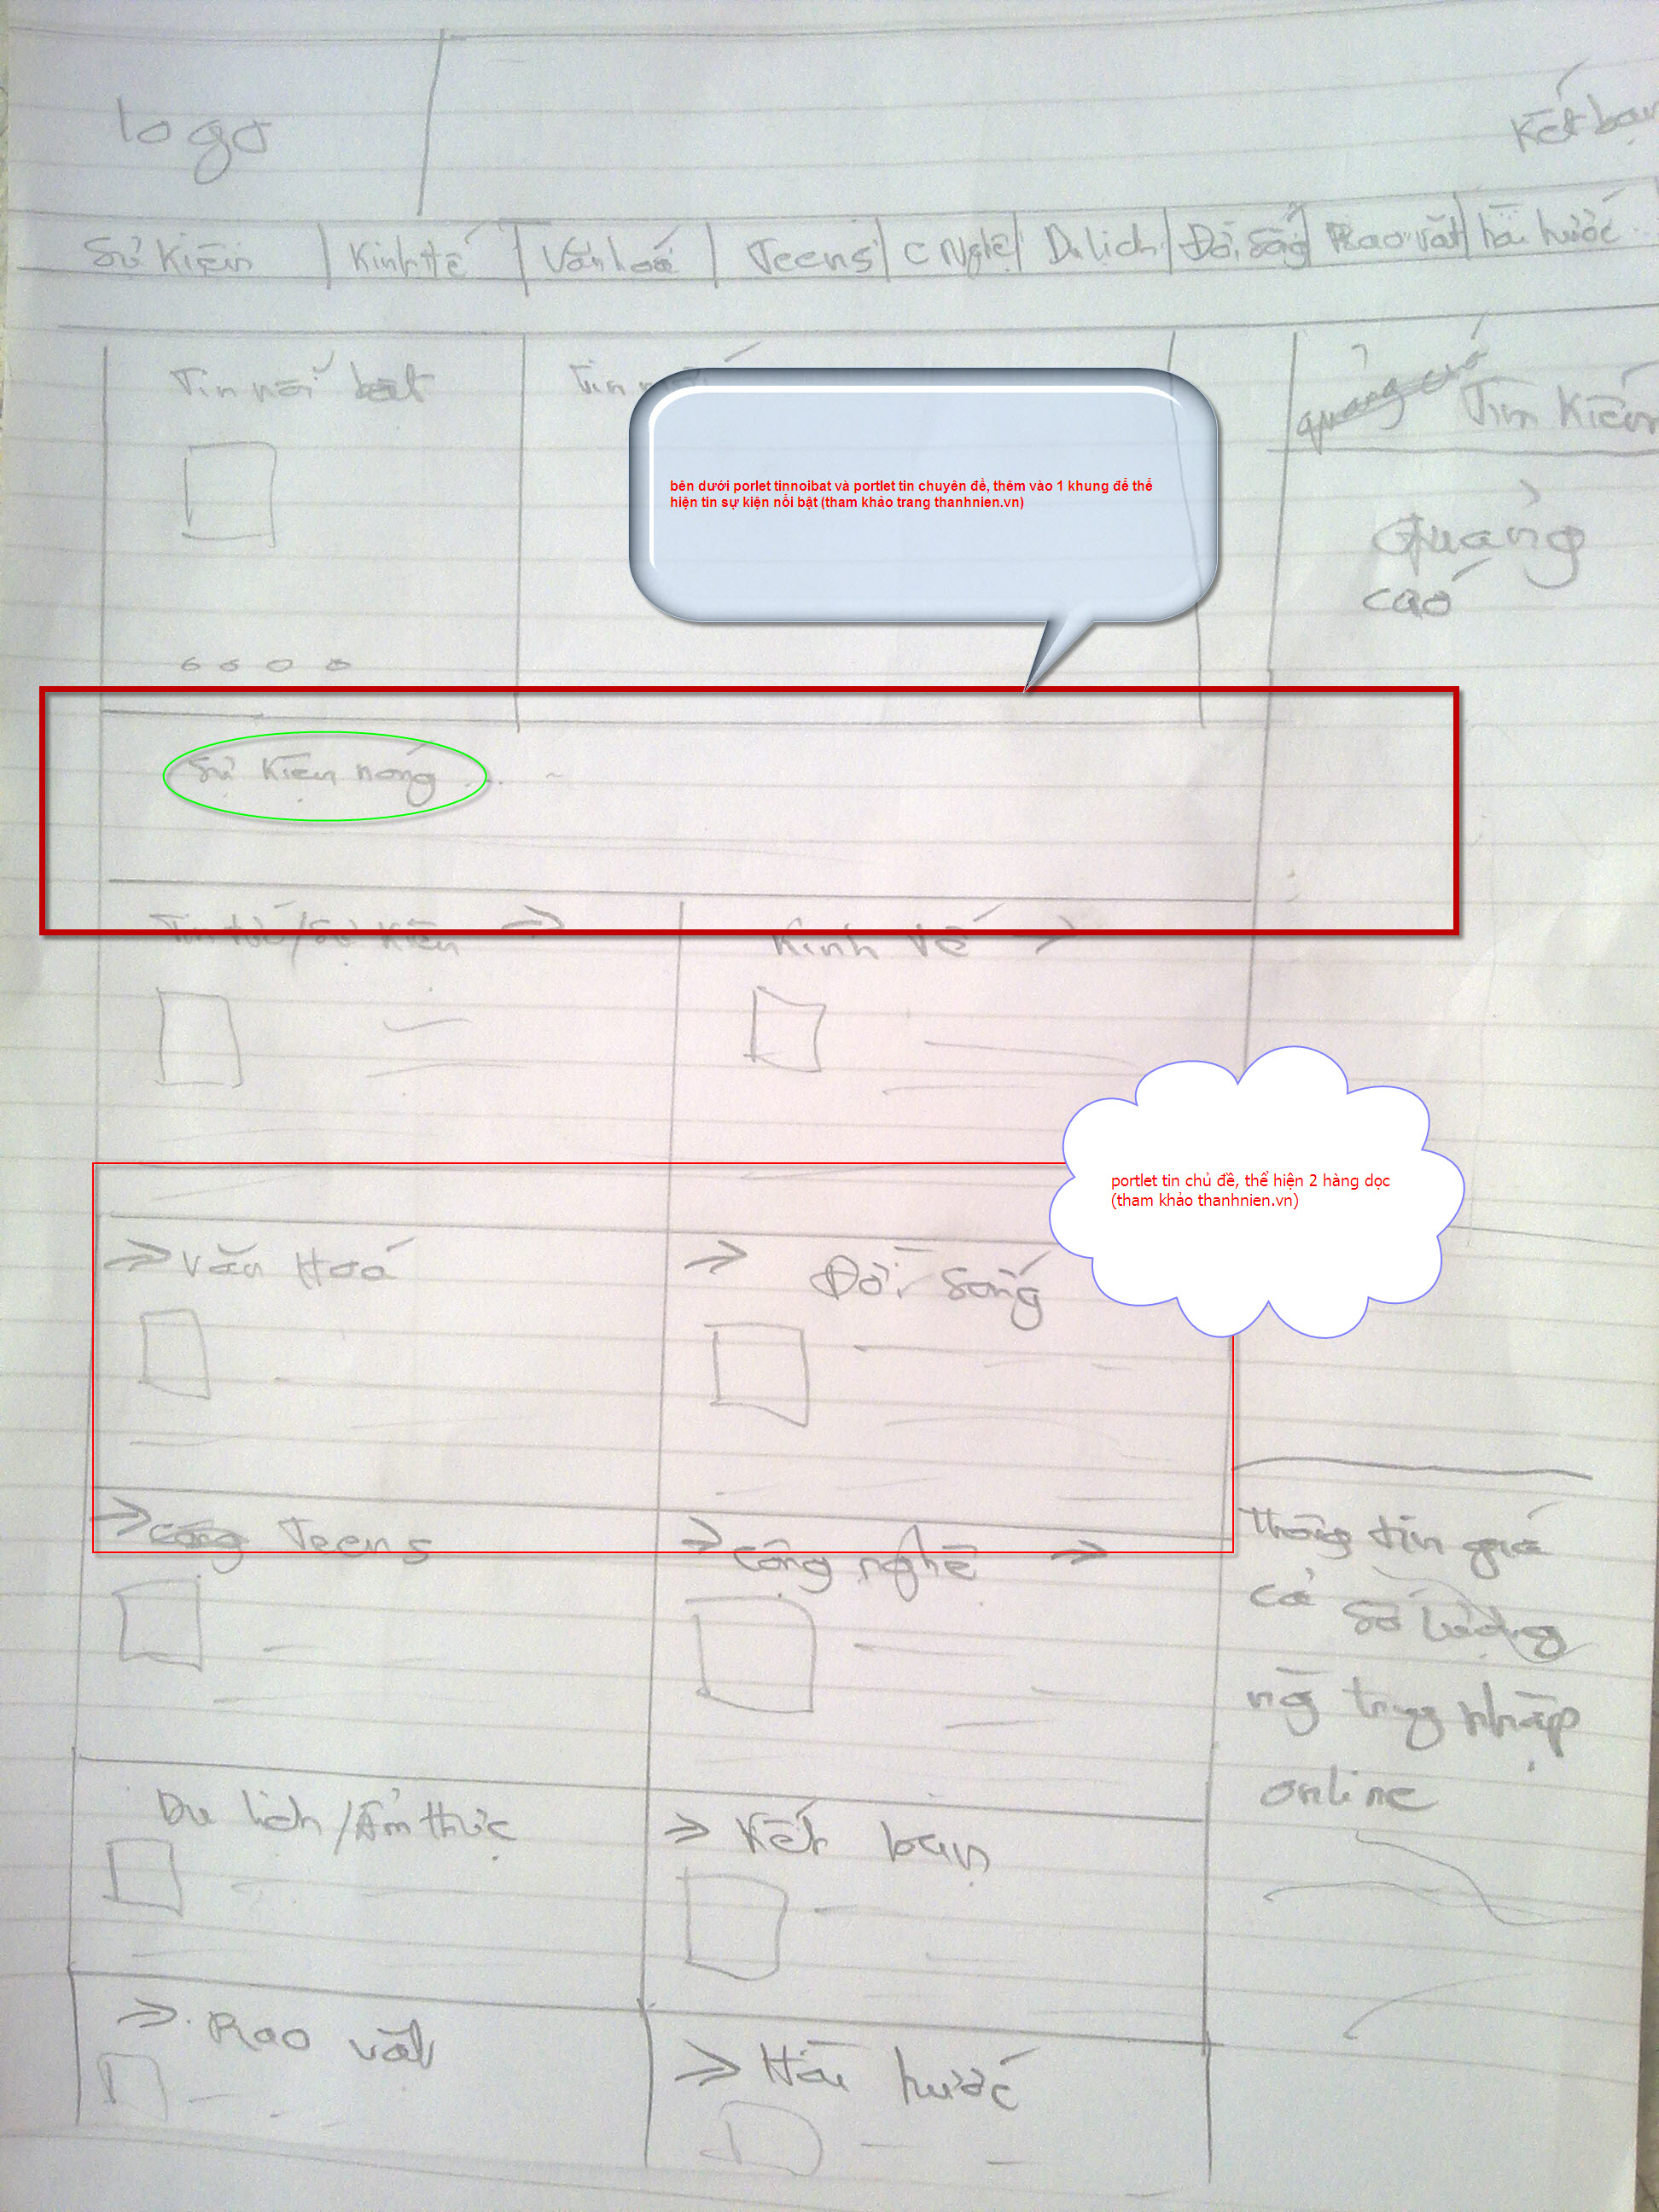 logo
Kết bạn
Sự Kiện | Kinh tế | Văn hoá | Teens | C Nghệ | Du lịch | Đời Sống | Rao vặt | hài hước
Tin nổi bật
Tin
quảng cáo Tìm Kiếm
bên dưới porlet tinnoibat và portlet tin chuyên đề, thêm vào 1 khung để thể
hiện tin sự kiện nổi bật (tham khảo trang thanhnien.vn)
Quảng
cáo
Sự Kiện nóng
Tin tức/Sự Kiện
Kinh tế
portlet tin chủ đề, thể hiện 2 hàng dọc
(tham khảo thanhnien.vn)
Văn Hoá
Đời Sống
Teens
Công nghệ
Thông tin giá
cả số lượng
ng truy nhập
online
Du lịch/Ẩm thực
Kết bạn
Rao vặt
Hài hước